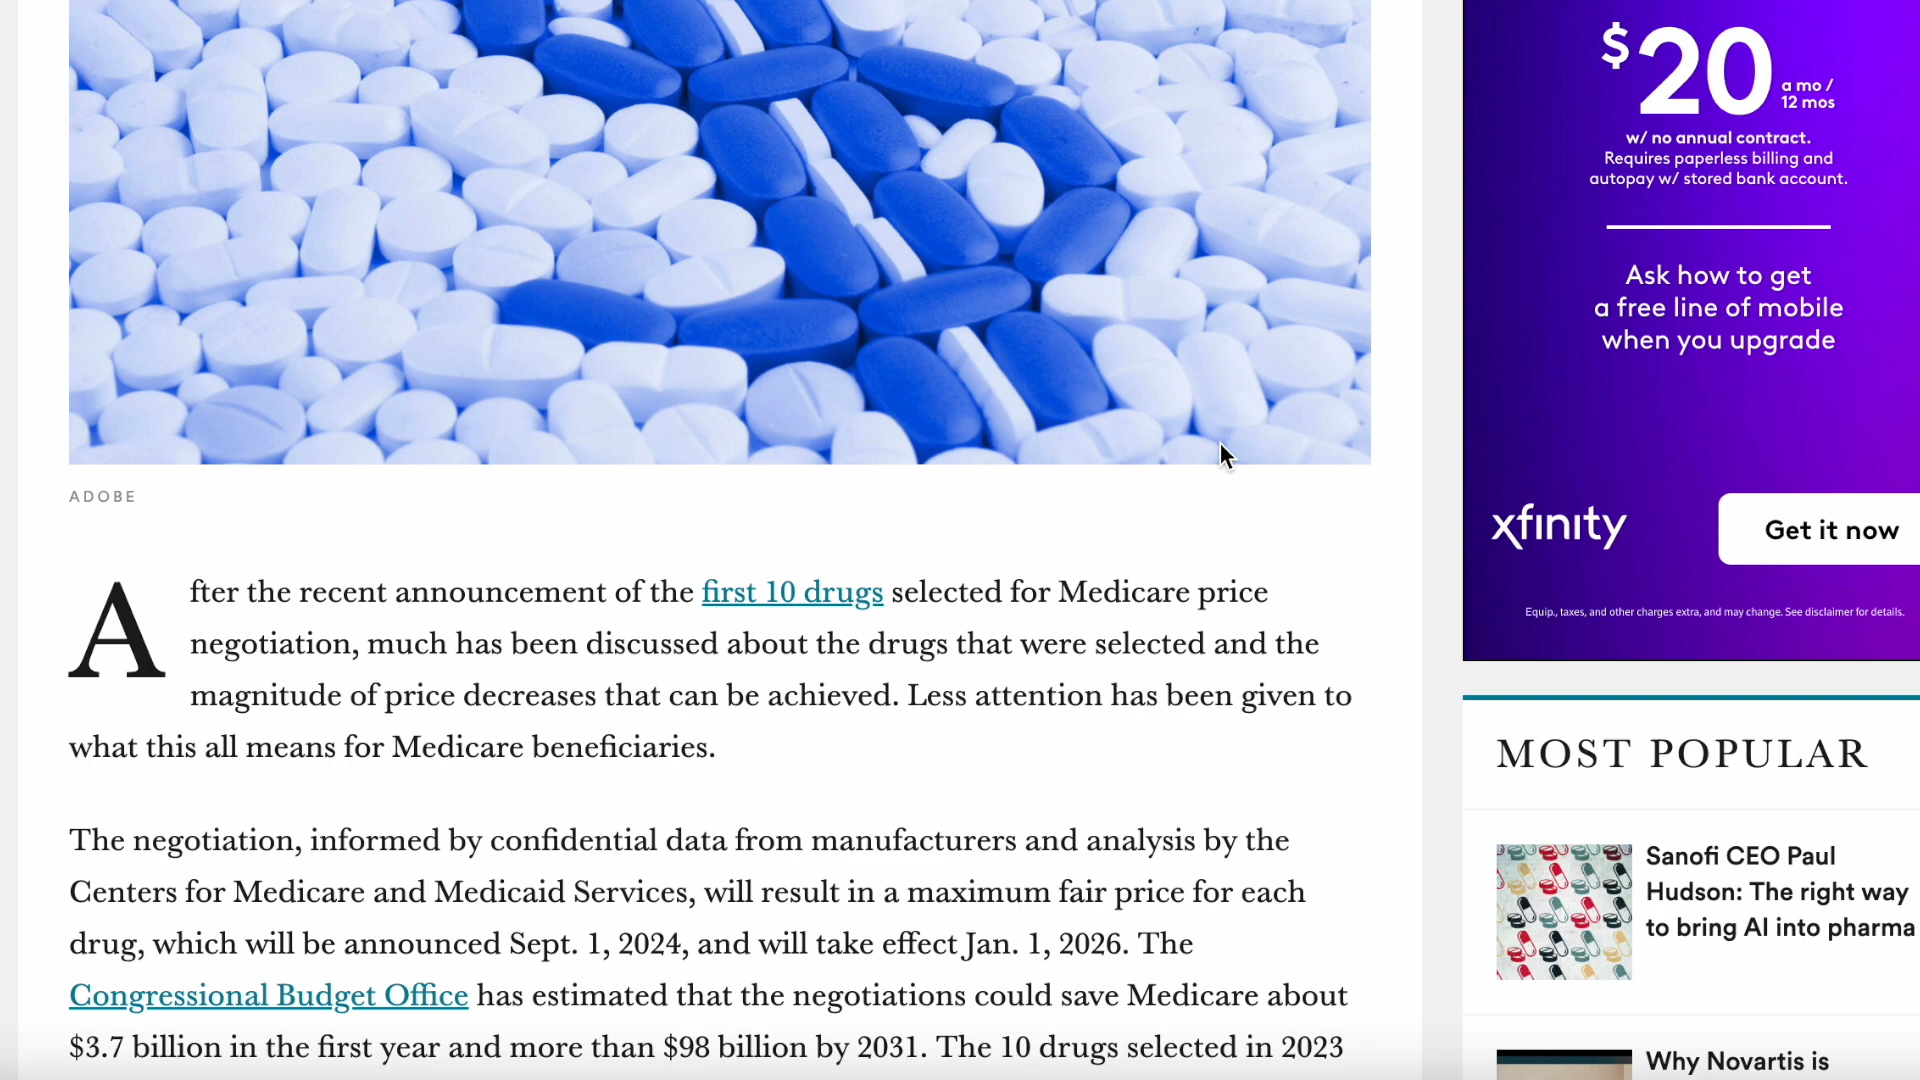 ADOBE
After the recent announcement of the first 10 drugs selected for Medicare price
negotiation, much has been discussed about the drugs that were selected and the
magnitude of price decreases that can be achieved. Less attention has been given to
what this all means for Medicare beneficiaries.
The negotiation, informed by confidential data from manufacturers and analysis by the
Centers for Medicare and Medicaid Services, will result in a maximum fair price for each
drug, which will be announced Sept. 1, 2024, and will take effect Jan. 1, 2026. The
Congressional Budget Office has estimated that the negotiations could save Medicare about
$3.7 billion in the first year and more than $98 billion by 2031. The 10 drugs selected in 2023
$20
a mo /
12 mos
w/ no annual contract.
Requires paperless billing and
autopay w/ stored bank account.
Ask how to get
a free line of mobile
when you upgrade
xfinity
Get it now
Equip., taxes, and other charges extra, and may change. See disclaimer for details.
MOST POPULAR
Sanofi CEO Paul
Hudson: The right way
to bring AI into pharma
Why Novartis is